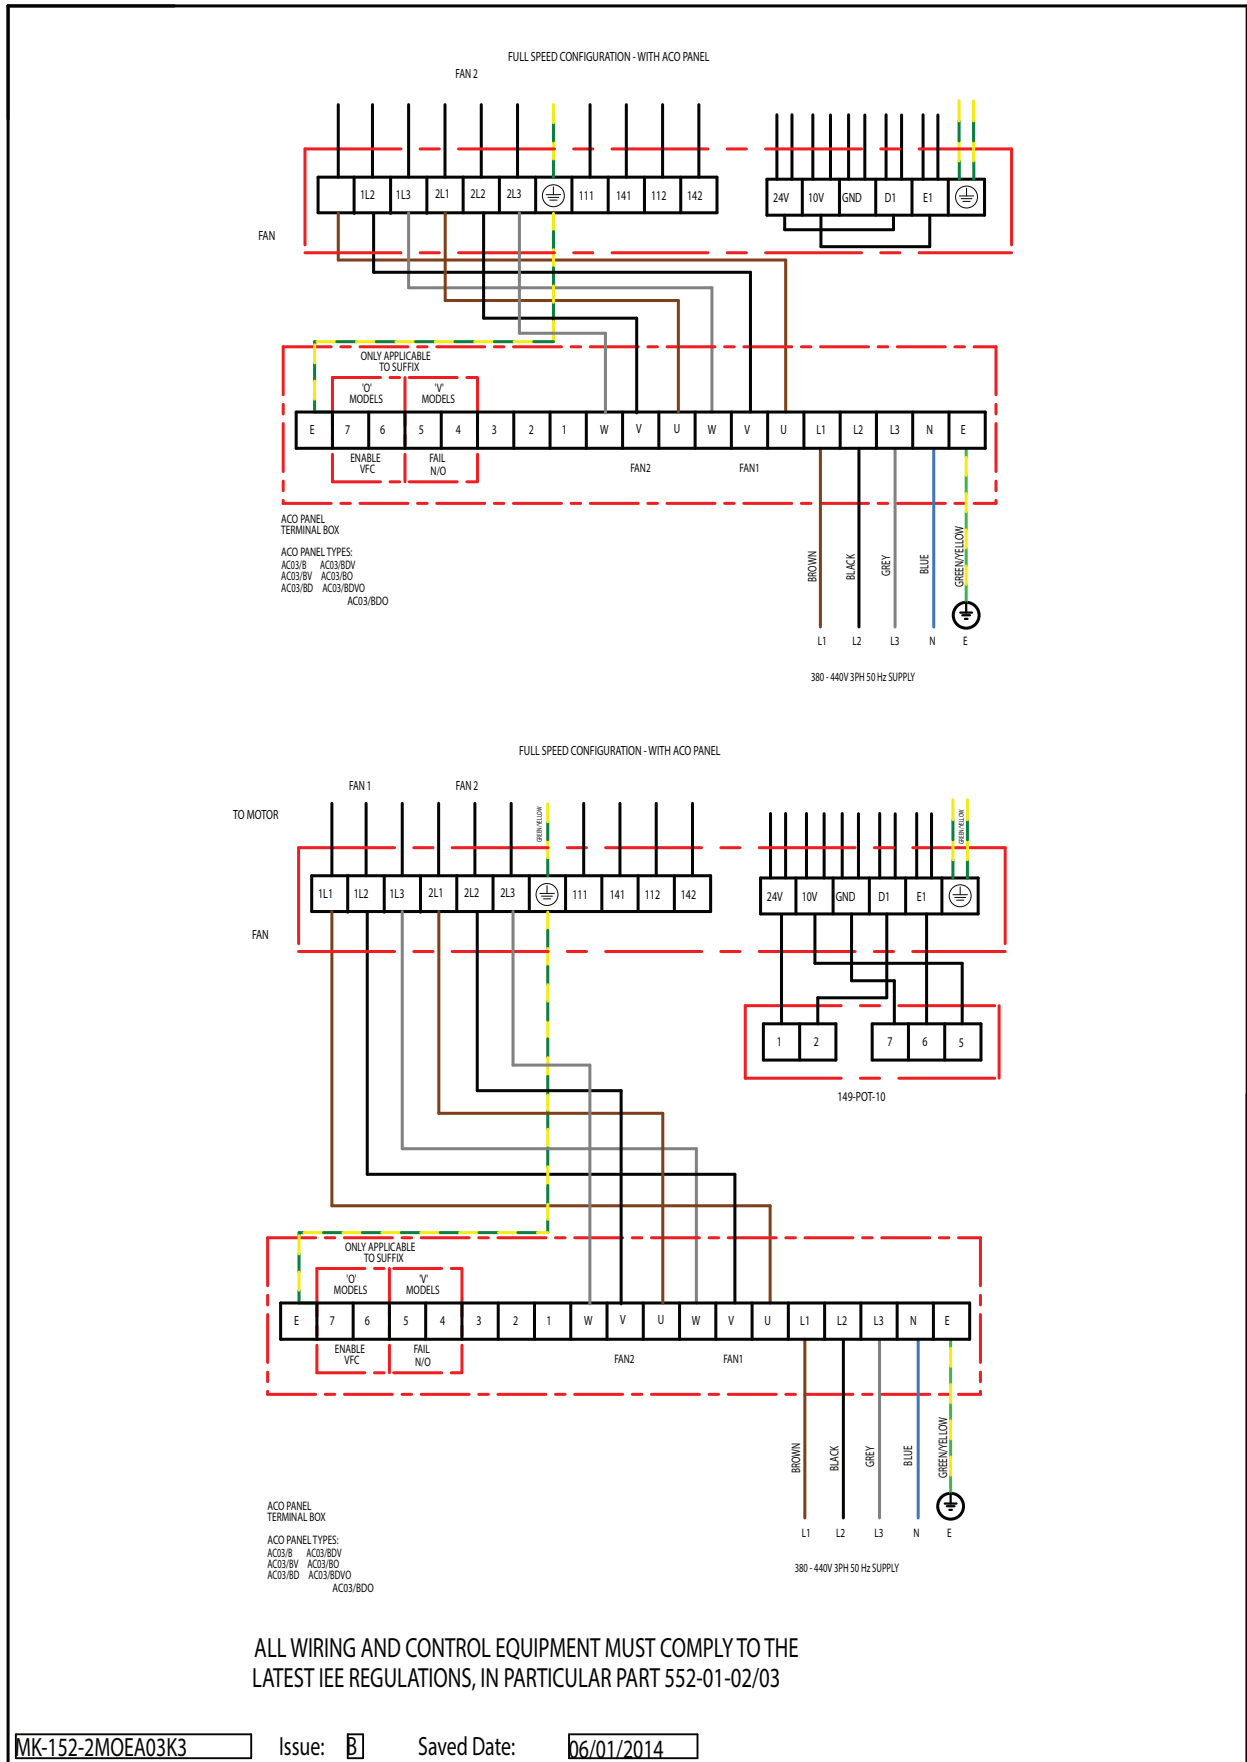 FULL SPEED CONFIGURATION - WITH ACO PANEL
FAN 2
1L2 1L3 2L1 2L2 2L3 111 141 112 142
24V 10V GND D1 E1
FAN
ONLY APPLICABLE
TO SUFFIX
'O'
MODELS
'V'
MODELS
E 7 6 5 4 3 2 1 W V U W V U L1 L2 L3 N E
ENABLE
VFC
FAIL
N/O
FAN2
FAN1
ACO PANEL
TERMINAL BOX
ACO PANEL TYPES:
AC03/B AC03/BDV
AC03/BV AC03/BO
AC03/BD AC03/BDVO
AC03/BDO
BROWN
BLACK
GREY
BLUE
GREEN/YELLOW
L1 L2 L3 N E
380 - 440V 3PH 50 Hz SUPPLY
FULL SPEED CONFIGURATION - WITH ACO PANEL
FAN 1
FAN 2
TO MOTOR
GREEN/YELLOW
GREEN/YELLOW
1L1 1L2 1L3 2L1 2L2 2L3 111 141 112 142
24V 10V GND D1 E1
FAN
1 2 7 6 5
149-POT-10
ONLY APPLICABLE
TO SUFFIX
'O'
MODELS
'V'
MODELS
E 7 6 5 4 3 2 1 W V U W V U L1 L2 L3 N E
ENABLE
VFC
FAIL
N/O
FAN2
FAN1
BROWN
BLACK
GREY
BLUE
GREEN/YELLOW
L1 L2 L3 N E
380 - 440V 3PH 50 Hz SUPPLY
ACO PANEL
TERMINAL BOX
ACO PANEL TYPES:
AC03/B AC03/BDV
AC03/BV AC03/BO
AC03/BD AC03/BDVO
AC03/BDO
ALL WIRING AND CONTROL EQUIPMENT MUST COMPLY TO THE
LATEST IEE REGULATIONS, IN PARTICULAR PART 552-01-02/03
MK-152-2MOEA03K3 Issue: B Saved Date: 06/01/2014